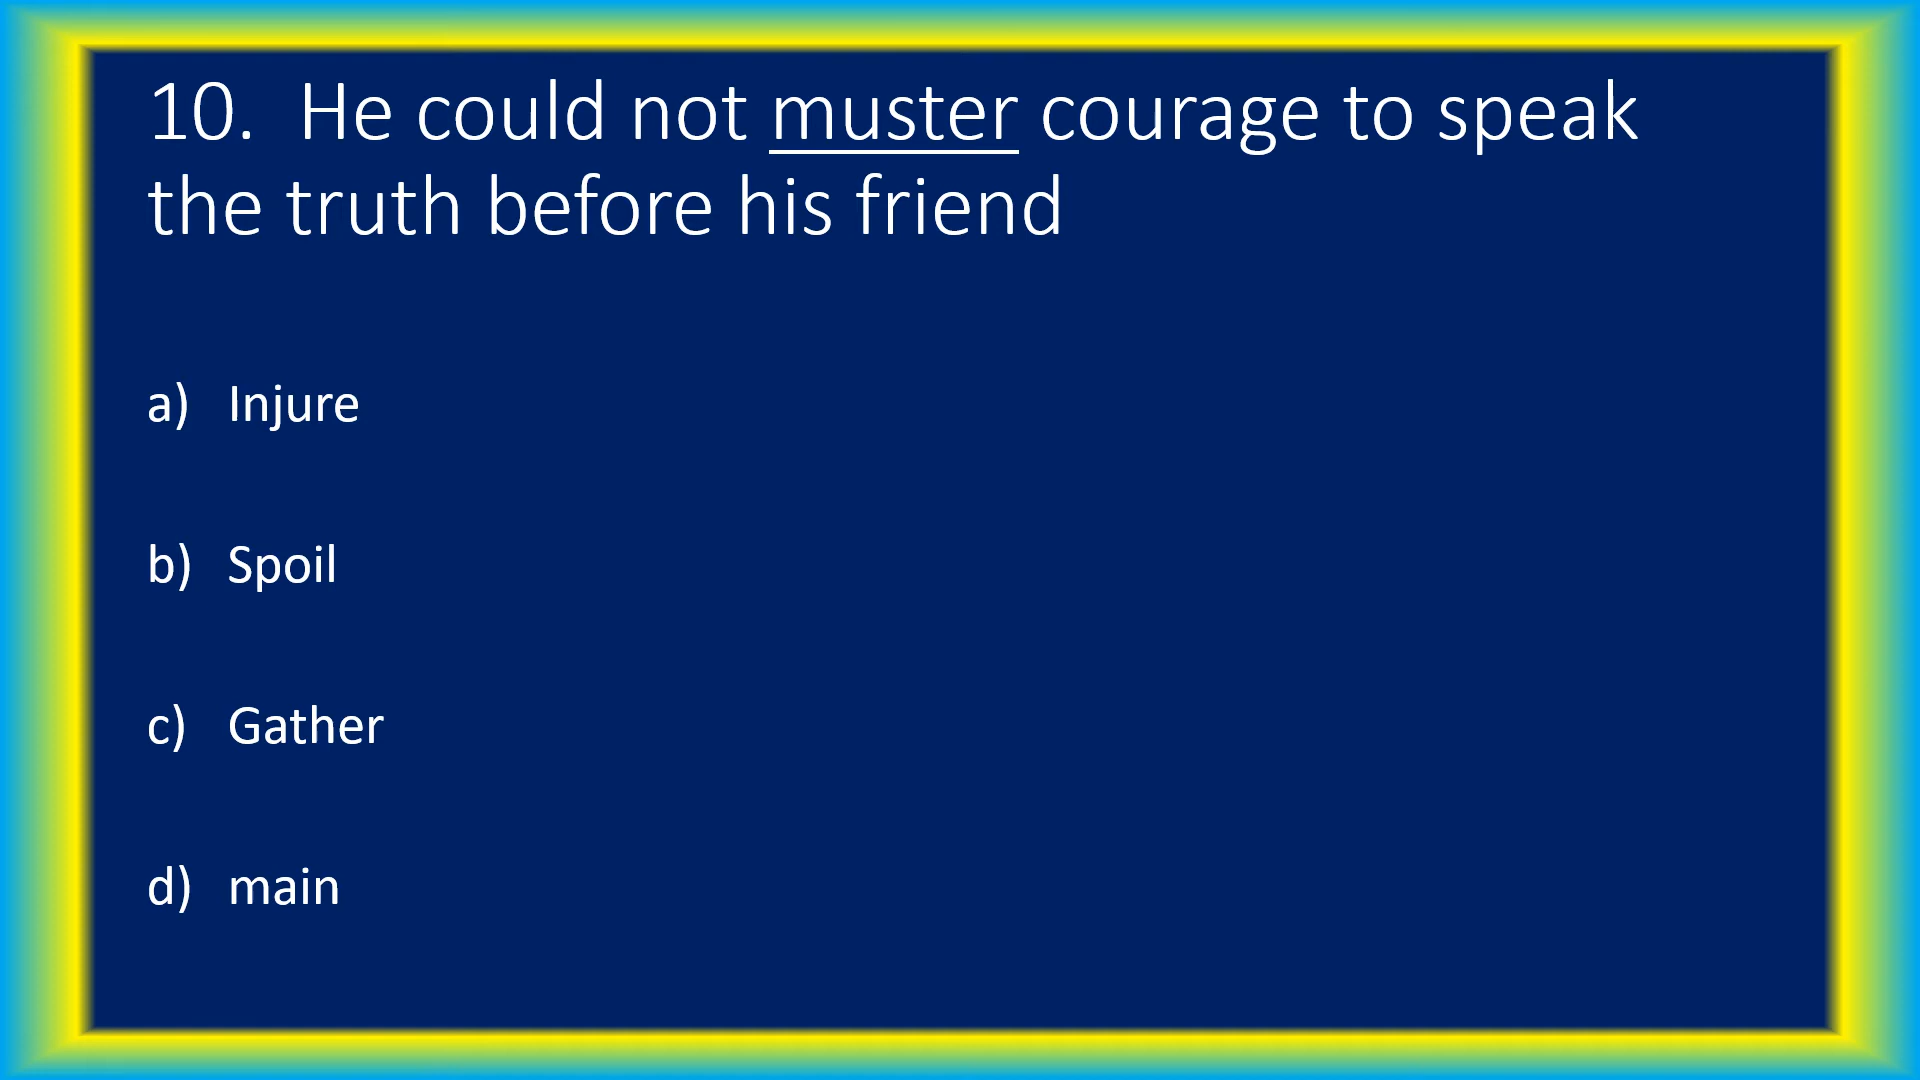 10. He could not muster courage to speak
the truth before his friend
a) Injure
b) Spoil
c) Gather
d) main